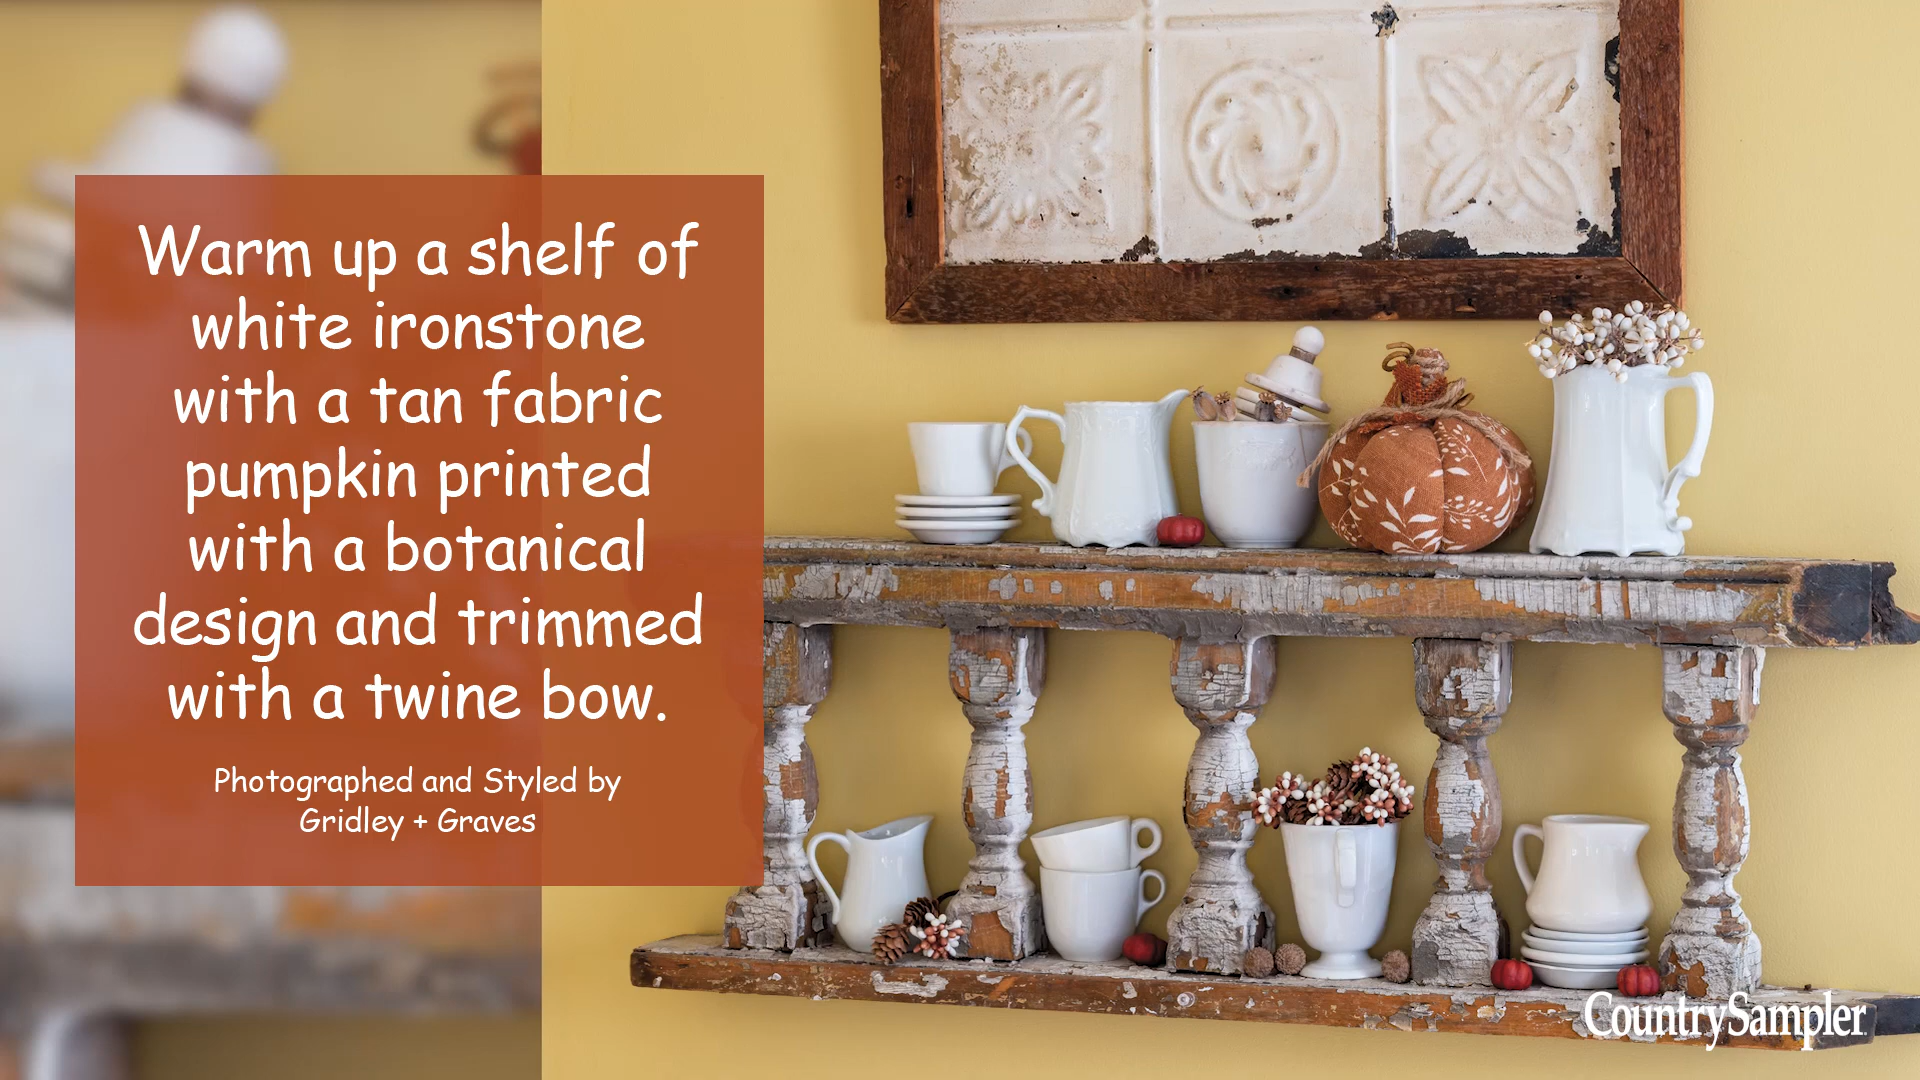 Warm up a shelf of
white ironstone
with a tan fabric
pumpkin printed
with a botanical
design and trimmed
with a twine bow.
Photographed and Styled by
Gridley + Graves
CountrySampler